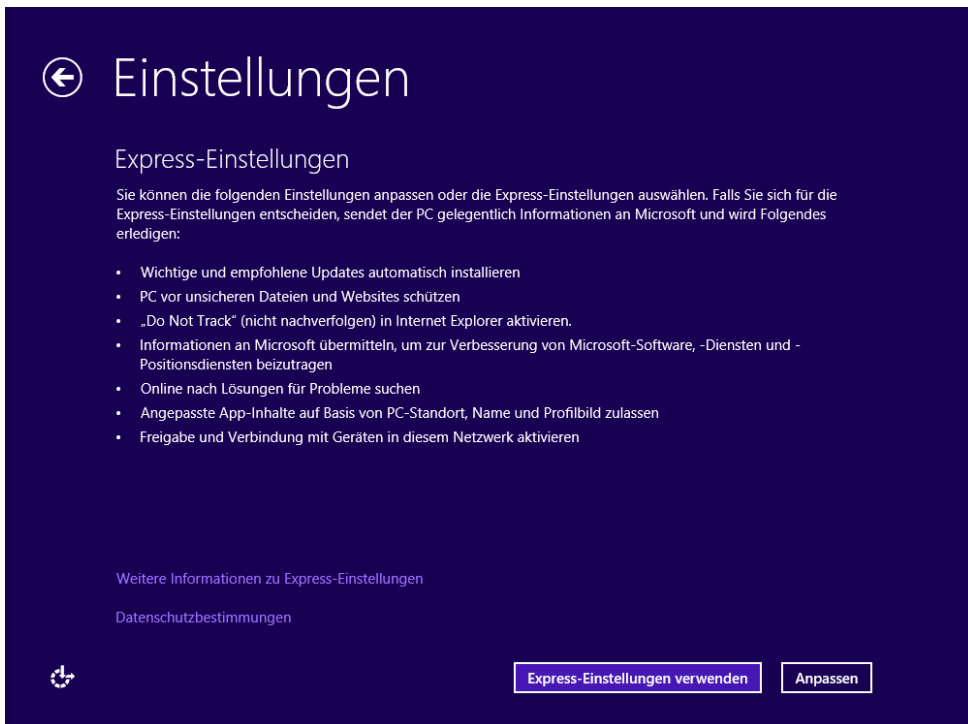 Einstellungen
Express-Einstellungen
Sie können die folgenden Einstellungen anpassen oder die Express-Einstellungen auswählen. Falls Sie sich für die
Express-Einstellungen entscheiden, sendet der PC gelegentlich Informationen an Microsoft und wird Folgendes
erledigen:
• Wichtige und empfohlene Updates automatisch installieren
• PC vor unsicheren Dateien und Websites schützen
• „Do Not Track“ (nicht nachverfolgen) in Internet Explorer aktivieren.
• Informationen an Microsoft übermitteln, um zur Verbesserung von Microsoft-Software, -Diensten und -
Positionsdiensten beizutragen
• Online nach Lösungen für Probleme suchen
• Angepasste App-Inhalte auf Basis von PC-Standort, Name und Profilbild zulassen
• Freigabe und Verbindung mit Geräten in diesem Netzwerk aktivieren
Weitere Informationen zu Express-Einstellungen
Datenschutzbestimmungen
Express-Einstellungen verwenden
Anpassen